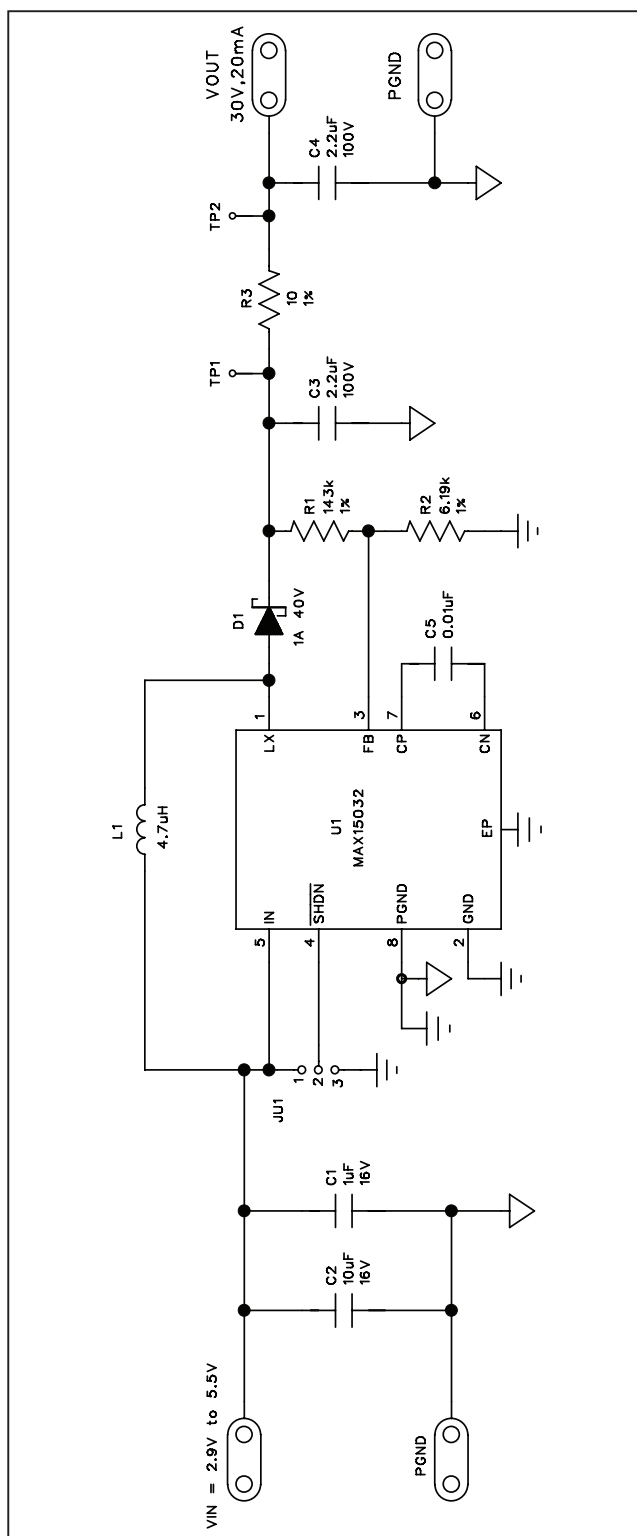 VIN = 2.9V to 5.5V
PGND
C2
10uF
16V
C1
1uF
16V
JU1
1
2
3
L1
4.7uH
5
4
8
2
IN
SHDN
PGND
GND
U1
MAX15032
EP
LX
FB
CP
CN
1
3
7
6
C5
0.01uF
D1
1A 40V
R1
143k
1%
R2
6.19k
1%
C3
2.2uF
100V
TP1
R3
10
1%
TP2
C4
2.2uF
100V
VOUT
30V,20mA
PGND